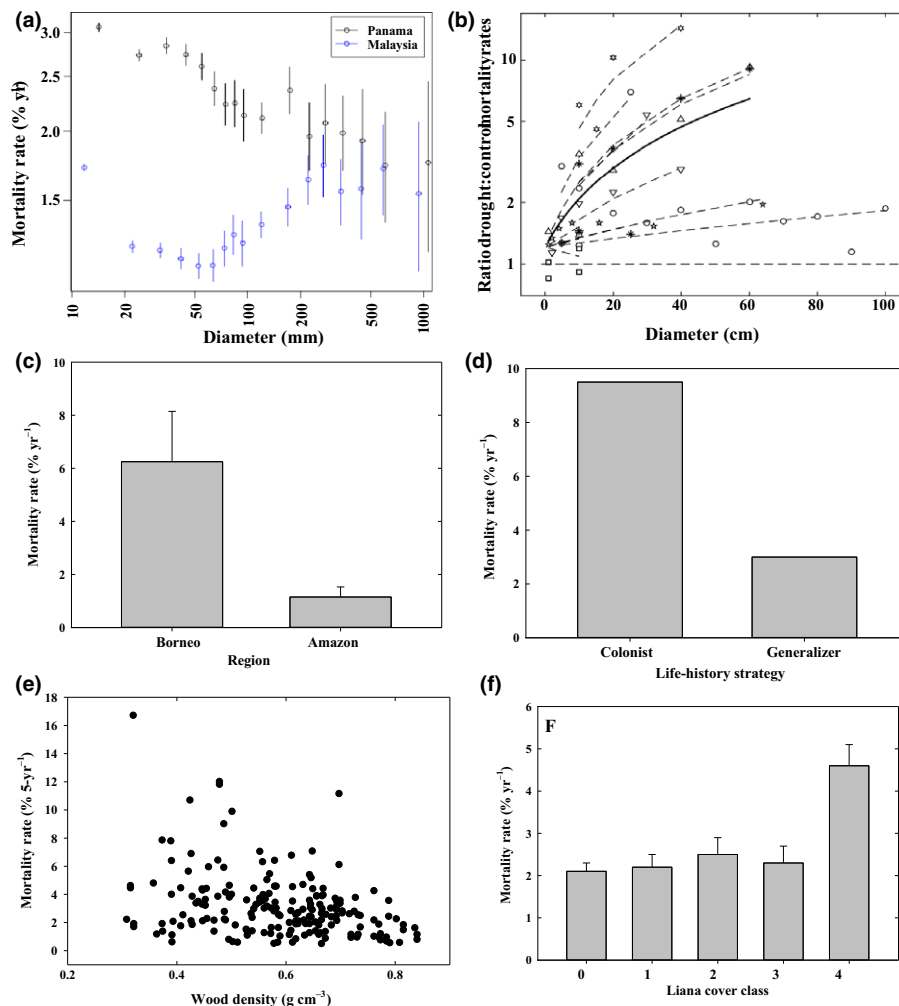 (a)
Panama
Malaysia
Mortality rate (% yr)
3.0
2.5
2.0
1.5
10
20
50
100
200
500
1000
Diameter (mm)
(b)
Ratiodrought:controlmortalityrates
10
5
2
1
0
20
40
60
80
100
Diameter (cm)
(c)
Mortality rate (% yr⁻¹)
10
8
6
4
2
0
Borneo
Amazon
Region
(d)
Mortality rate (% yr⁻¹)
10
8
6
4
2
0
Colonist
Generalizer
Life-history strategy
(e)
Mortality rate (% 5-yr⁻¹)
18
16
14
12
10
8
6
4
2
0
0.2
0.4
0.6
0.8
Wood density (g cm⁻³)
(f)
F
Mortality rate (% yr⁻¹)
6
5
4
3
2
1
0
0
1
2
3
4
Liana cover class